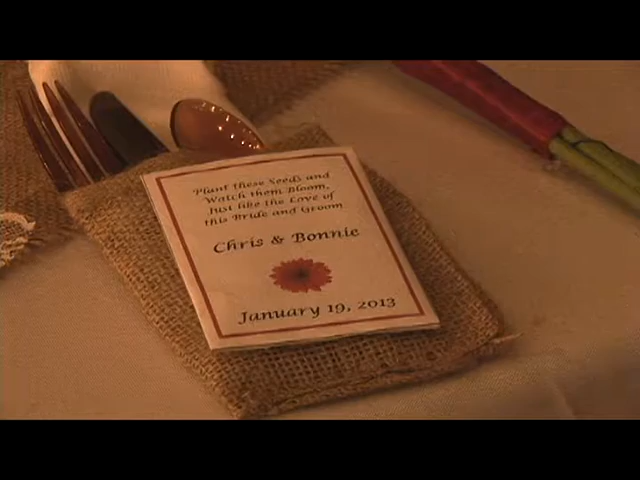 Plant these Seeds and
Watch them Bloom,
Just like the Love of
this Bride and Groom
Chris & Bonnie
January 19, 2013